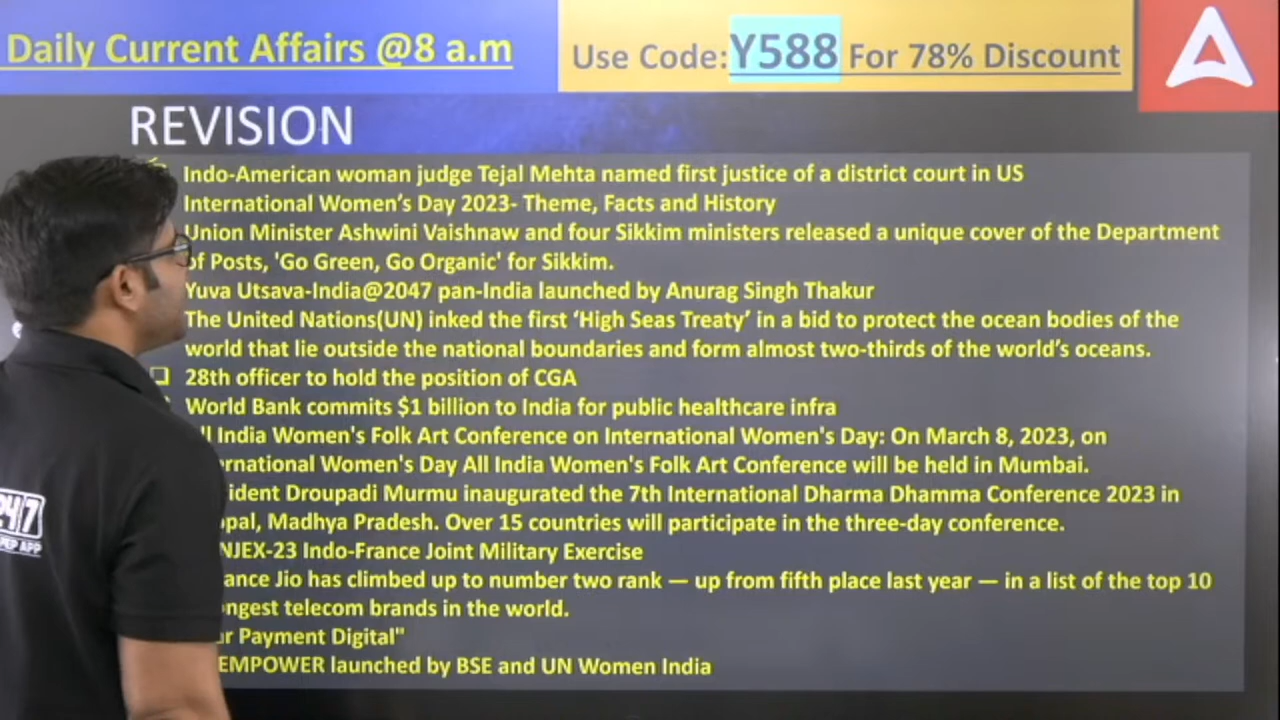 Daily Current Affairs @8 a.m
Use Code:Y588 For 78% Discount
REVISION
Indo-American woman judge Tejal Mehta named first justice of a district court in US
International Women's Day 2023- Theme, Facts and History
Union Minister Ashwini Vaishnaw and four Sikkim ministers released a unique cover of the Department
of Posts, 'Go Green, Go Organic' for Sikkim.
Yuva Utsava-India@2047 pan-India launched by Anurag Singh Thakur
The United Nations(UN) inked the first ‘High Seas Treaty’ in a bid to protect the ocean bodies of the
world that lie outside the national boundaries and form almost two-thirds of the world’s oceans.
28th officer to hold the position of CGA
World Bank commits $1 billion to India for public healthcare infra
India Women's Folk Art Conference on International Women's Day: On March 8, 2023, on
Women's Day All India Women's Folk Art Conference will be held in Mumbai.
Droupadi Murmu inaugurated the 7th International Dharma Dhamma Conference 2023 in
Madhya Pradesh. Over 15 countries will participate in the three-day conference.
Indo-France Joint Military Exercise
Jio has climbed up to number two rank — up from fifth place last year — in a list of the top 10
telecom brands in the world.
Payment Digital"
EMPOWER launched by BSE and UN Women India
24|7
APP